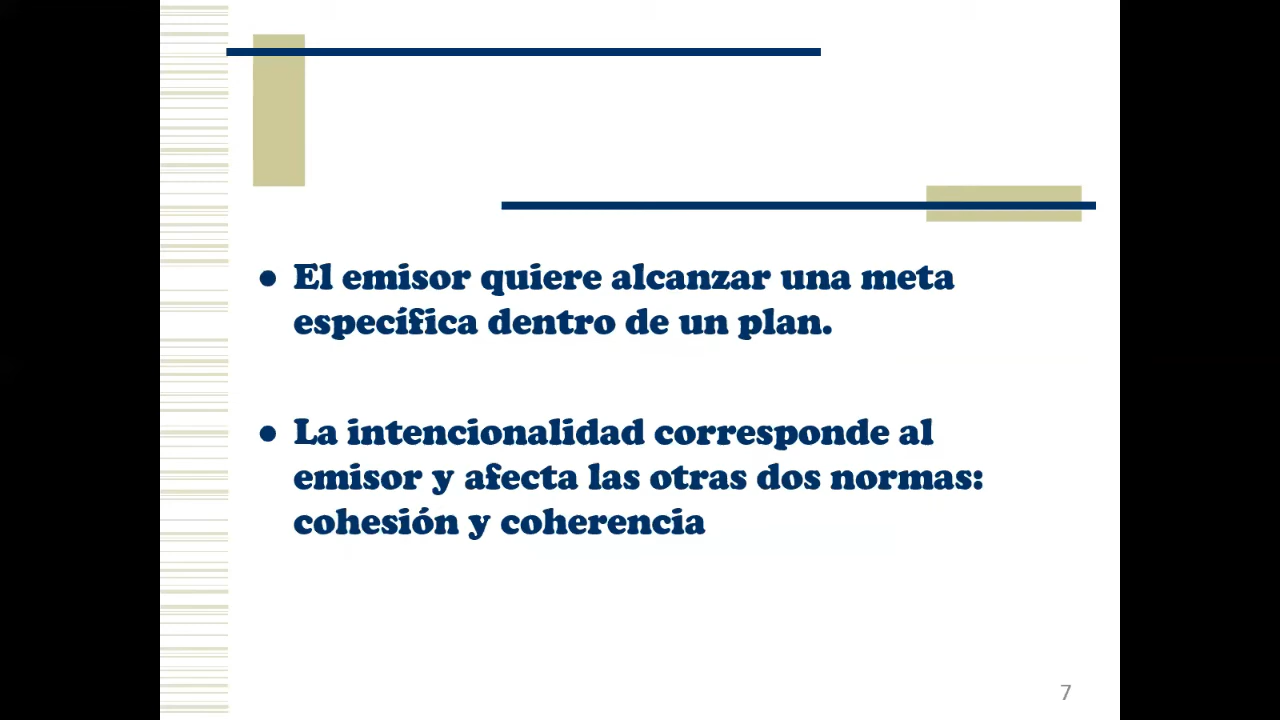 ● El emisor quiere alcanzar una meta
específica dentro de un plan.
● La intencionalidad corresponde al
emisor y afecta las otras dos normas:
cohesión y coherencia
7